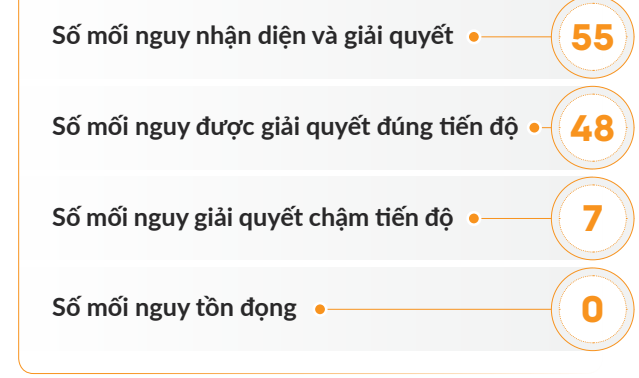 Số mối nguy nhận diện và giải quyết 55
Số mối nguy được giải quyết đúng tiến độ 48
Số mối nguy giải quyết chậm tiến độ 7
Số mối nguy tồn đọng 0